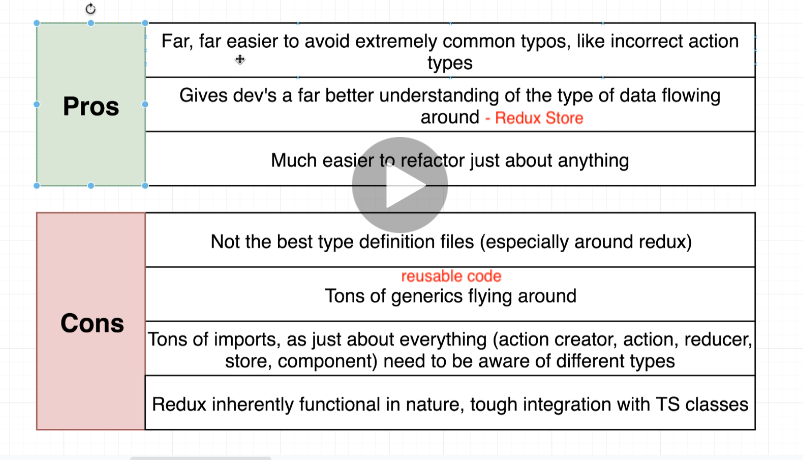 Pros
Far, far easier to avoid extremely common typos, like incorrect action
types
Gives dev's a far better understanding of the type of data flowing
around - Redux Store
Much easier to refactor just about anything
Cons
Not the best type definition files (especially around redux)
reusable code
Tons of generics flying around
Tons of imports, as just about everything (action creator, action, reducer,
store, component) need to be aware of different types
Redux inherently functional in nature, tough integration with TS classes